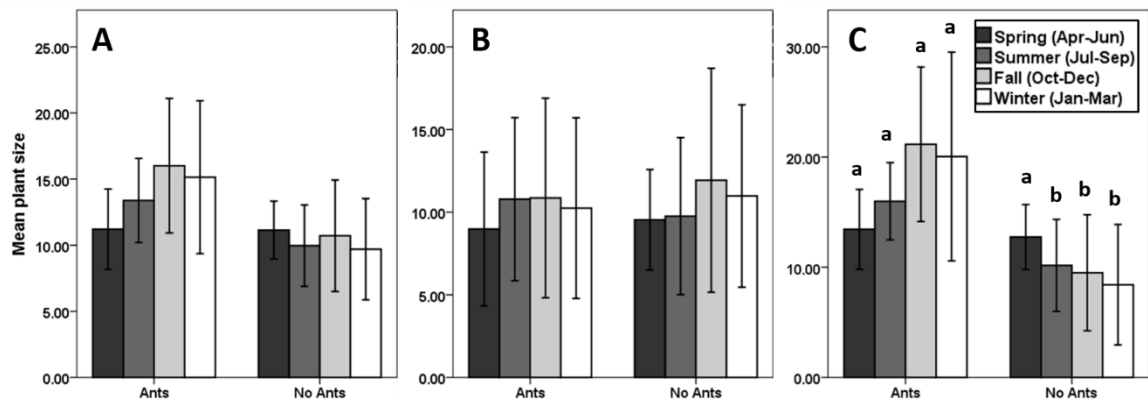 A
Mean plant size
25.00
20.00
15.00
10.00
5.00
0.00
Ants
No Ants
B
20.00
15.00
10.00
5.00
0.00
Ants
No Ants
C
30.00
20.00
10.00
0.00
a
a
a
a
a
b
b
b
Ants
No Ants
Spring (Apr-Jun)
Summer (Jul-Sep)
Fall (Oct-Dec)
Winter (Jan-Mar)